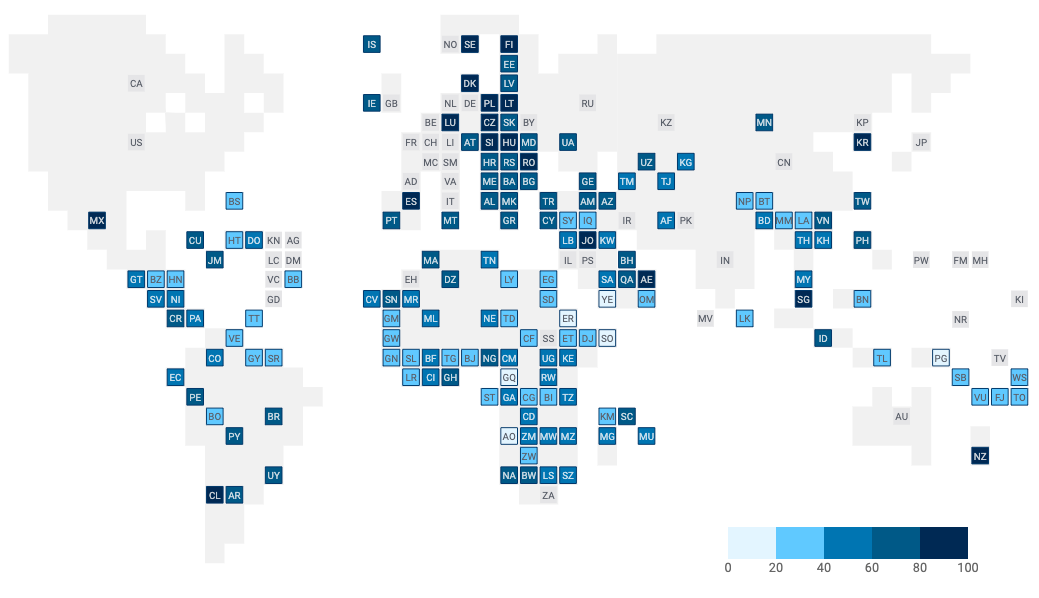 IS NO SE FI
EE
CA DK LV
IE GB NL DE PL LT RU
BE LU CZ SK BY KZ MN KP
US FR CH LI AT SI HU MD UA KR JP
MC SM HR RS RO UZ KG CN
AD VA ME BA BG GE TM TJ
BS ES IT AL MK TR AM AZ NP BT TW
MX PT MT GR CY SY IQ IR AF PK BD MM LA VN
CU HT DO KN AG LB JO KW TH KH PH
JM LC DM MA TN IL PS BH IN PW FM MH
GT BZ HN VC BB EH DZ LY EG SA QA AE MY
SV NI GD CV SN MR SD YE OM SG BN KI
CR PA TT GM ML NE TD ER MV LK NR
VE GW CF SS ET DJ SO ID
CO GY SR GN SL BF TG BJ NG CM UG KE TL PG TV
EC LR CI GH GQ RW SB WS
PE ST GA CG BI TZ VU FJ TO
BO BR CD KM SC AU
PY AO ZM MW MZ MG MU
ZW NZ
UY NA BW LS SZ
CL AR ZA
0 20 40 60 80 100